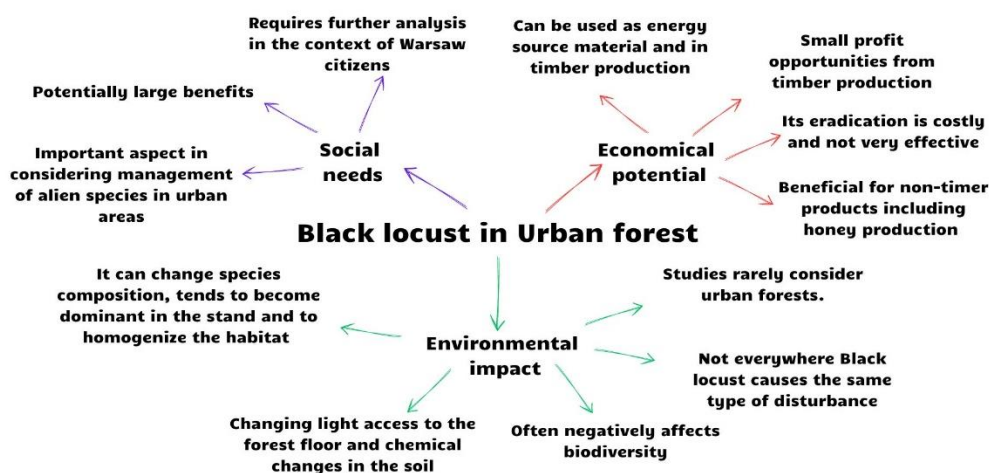 Requires further analysis
in the context of Warsaw
citizens
Can be used as energy
source material and in
timber production
Small profit
opportunities from
timber production
Potentially large benefits
Its eradication is costly
and not very effective
Important aspect in
considering management
of alien species in urban
areas
Social
needs
Economical
potential
Beneficial for non-timer
products including
honey production
Black locust in Urban forest
It can change species
composition, tends to become
dominant in the stand and to
homogenize the habitat
Studies rarely consider
urban forests.
Environmental
impact
Not everywhere Black
locust causes the same
type of disturbance
Changing light access to the
forest floor and chemical
changes in the soil
Often negatively affects
biodiversity